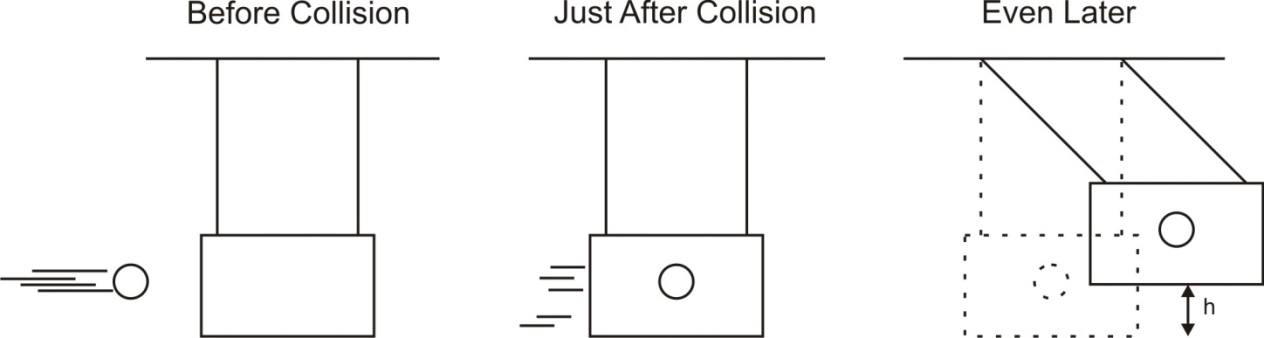 Before Collision
Just After Collision
Even Later
h